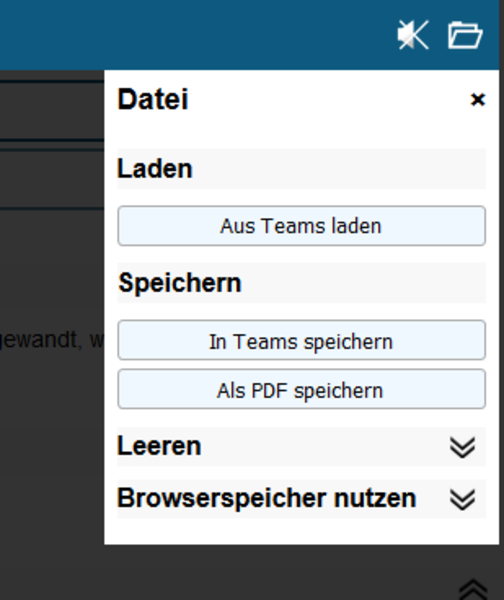 Datei
Laden
Aus Teams laden
Speichern
In Teams speichern
gewandt, w
Als PDF speichern
Leeren
Browserspeicher nutzen